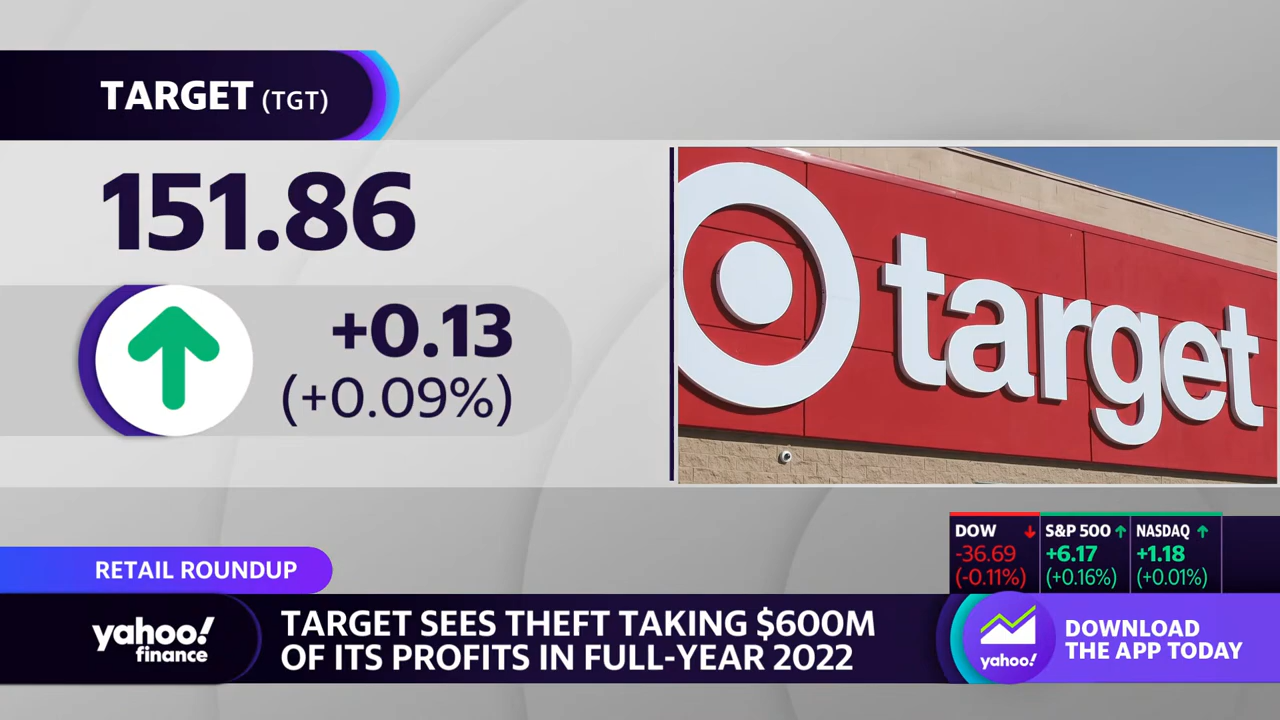 TARGET (TGT)
151.86
+0.13
(+0.09%)
target
DOW
-36.69
(-0.11%)
S&P 500
+6.17
(+0.16%)
NASDAQ
+1.18
(+0.01%)
RETAIL ROUNDUP
yahoo!
finance
TARGET SEES THEFT TAKING $600M
OF ITS PROFITS IN FULL-YEAR 2022
yahoo!
DOWNLOAD
THE APP TODAY